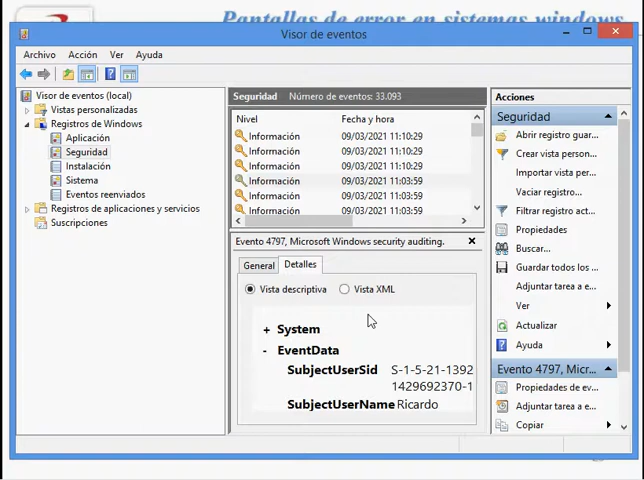 Pantallas de error en sistemas windows
Visor de eventos
Archivo Acción Ver Ayuda
Visor de eventos (local)
Vistas personalizadas
Registros de Windows
Aplicación
Seguridad
Instalación
Sistema
Eventos reenviados
Registros de aplicaciones y servicios
Suscripciones
Seguridad Número de eventos: 33.093
Nivel Fecha y hora
Información 09/03/2021 11:10:29
Información 09/03/2021 11:10:29
Información 09/03/2021 11:10:29
Información 09/03/2021 11:03:59
Información 09/03/2021 11:03:59
Información 09/03/2021 11:03:59
Evento 4797, Microsoft Windows security auditing.
General Detalles
Vista descriptiva Vista XML
+ System
- EventData
SubjectUserSid S-1-5-21-1392
1429692370-1
SubjectUserName Ricardo
Acciones
Seguridad
Abrir registro guar...
Crear vista person...
Importar vista per...
Vaciar registro...
Filtrar registro act...
Propiedades
Buscar...
Guardar todos los ...
Adjuntar tarea a e...
Ver
Actualizar
Ayuda
Evento 4797, Micr...
Propiedades de ev...
Adjuntar tarea a e...
Copiar